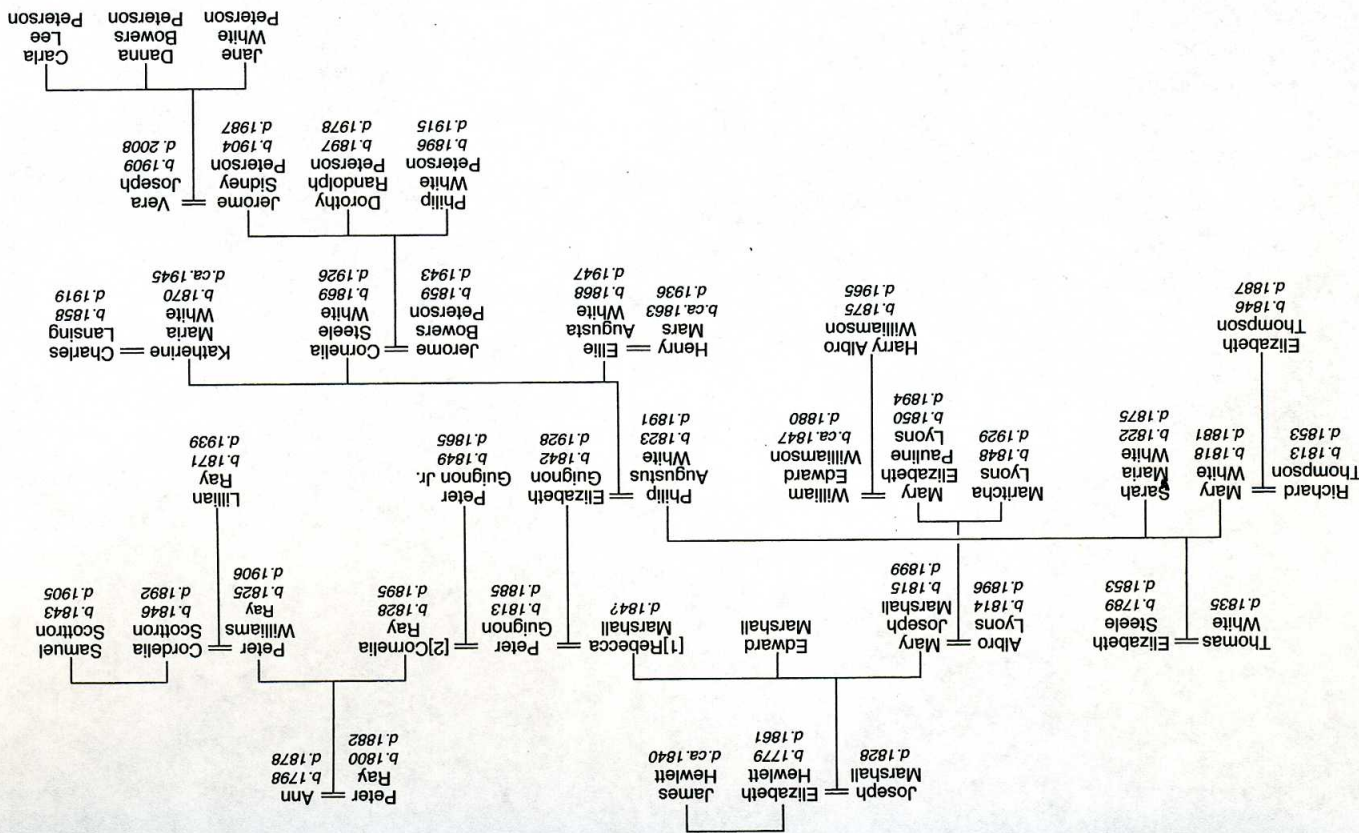 Joseph
Marshall
d.1828
Elizabeth
Hewlett
b.1779
d.1861
James
Hewlett
d.ca.1840
Peter
Ray
b.1800
d.1882
Ann
b.1798
d.1878
Thomas
White
d.1835
Elizabeth
Steele
b.1789
d.1853
Albro
Lyons
b.1814
d.1896
Mary
Joseph
Marshall
b.1815
d.1899
Edward
Marshall
[1]Rebecca
Marshall
d.184?
Peter
Guignon
b.1813
d.1885
[2]Cornelia
Ray
b.1828
d.1895
Peter
Williams
Ray
b.1825
d.1906
Cordelia
Scottron
b.1846
d.1892
Samuel
Scottron
b.1843
d.1905
Richard
Thompson
b.1813
d.1853
Mary
White
b.1818
d.1881
Sarah
Maria
White
b.1822
d.1875
Maritcha
Lyons
b.1848
d.1929
Mary
Elizabeth
Pauline
Lyons
b.1850
d.1894
William
Edward
Williamson
b.ca.1847
d.1880
Philip
Augustus
White
b.1823
d.1891
Elizabeth
Guignon
b.1842
d.1928
Peter
Guignon Jr.
b.1849
d.1865
Lillian
Ray
b.1871
d.1939
Elizabeth
Thompson
b.1846
d.1887
Harry Albro
Williamson
b.1875
d.1965
Henry
Mars
b.ca.1863
d.1936
Ellie
Augusta
White
b.1868
d.1947
Jerome
Bowers
Peterson
b.1859
d.1943
Cornelia
Steele
White
b.1869
d.1926
Katherine
Maria
White
b.1870
d.ca.1945
Charles
Lansing
b.1858
d.1919
Philip
White
Peterson
b.1896
d.1915
Dorothy
Randolph
Peterson
b.1897
d.1978
Jerome
Sidney
Peterson
b.1904
d.1987
Vera
Joseph
b.1909
d. 2008
Jane
White
Peterson
Danna
Bowers
Peterson
Carla
Lee
Peterson